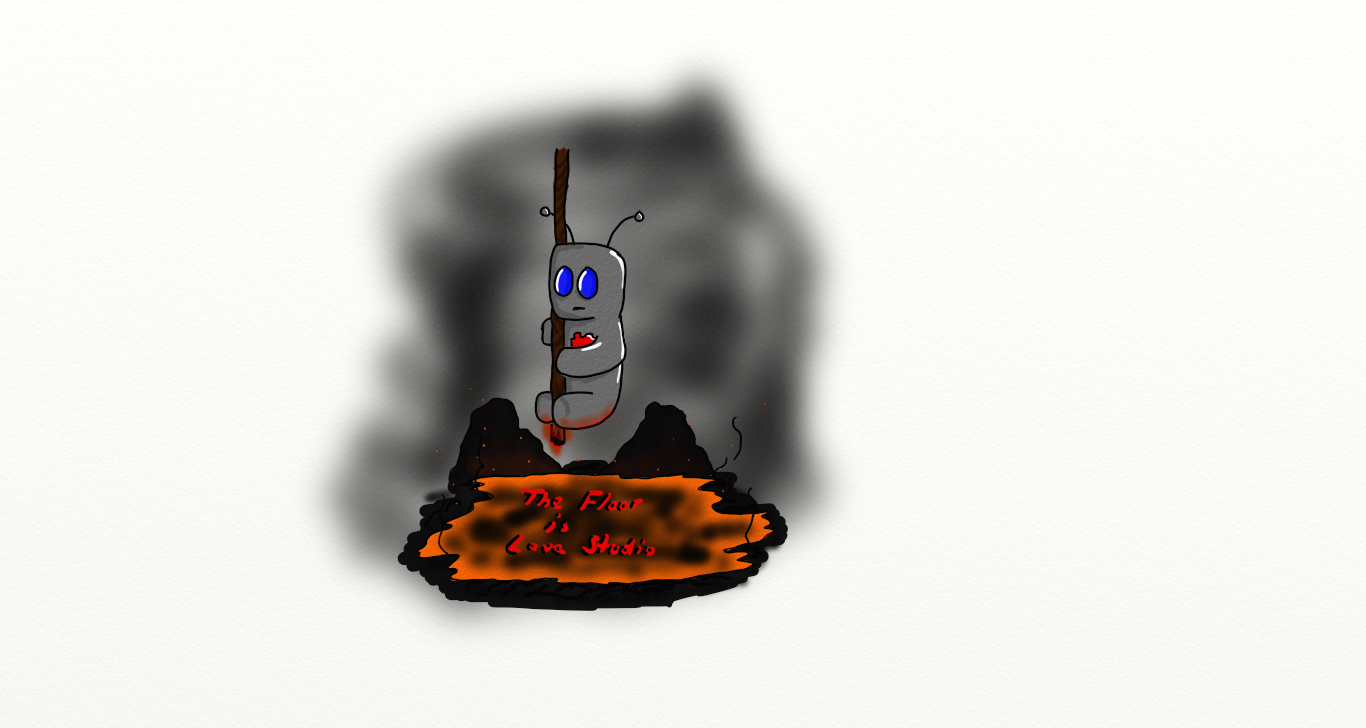 The Floor
is
Lava Studio